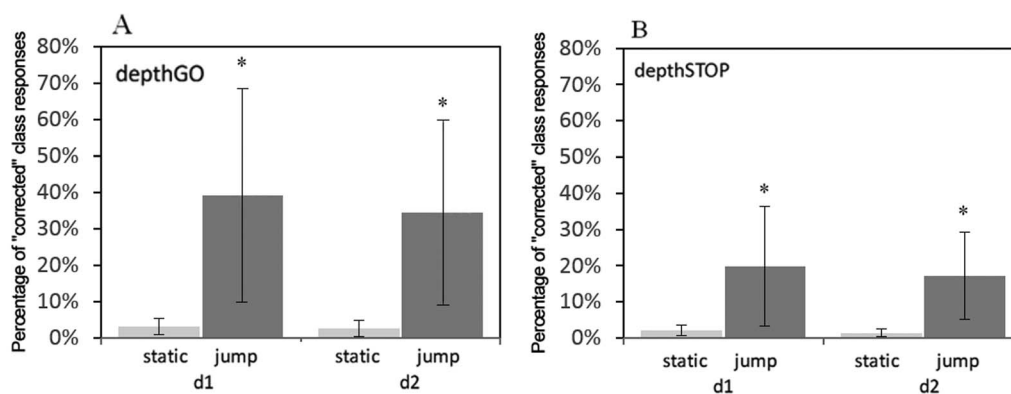 A
Percentage of "corrected" class responses
80%
70%
60%
50%
40%
30%
20%
10%
0%
depthGO
*
*
static jump static jump
d1 d2
B
Percentage of "corrected" class responses
80%
70%
60%
50%
40%
30%
20%
10%
0%
depthSTOP
*
*
static jump static jump
d1 d2